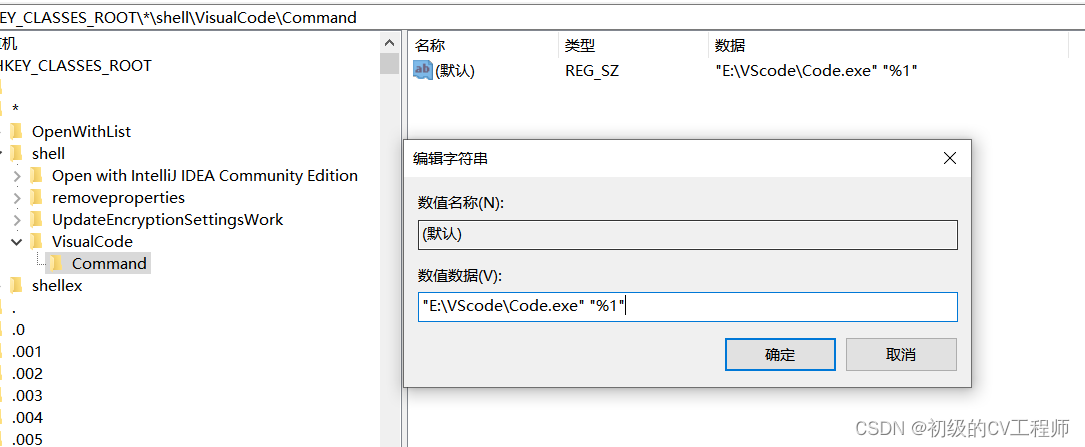 EY_CLASSES_ROOT\*\shell\VisualCode\Command
机
HKEY_CLASSES_ROOT
*
OpenWithList
shell
Open with IntelliJ IDEA Community Edition
removeproperties
UpdateEncryptionSettingsWork
VisualCode
Command
shellex
.
.0
.001
.002
.003
.004
.005
名称 类型 数据
ab (默认) REG_SZ "E:\VScode\Code.exe" "%1"
编辑字符串
数值名称(N):
(默认)
数值数据(V):
"E:\VScode\Code.exe" "%1"
确定 取消
CSDN @初级的CV工程师